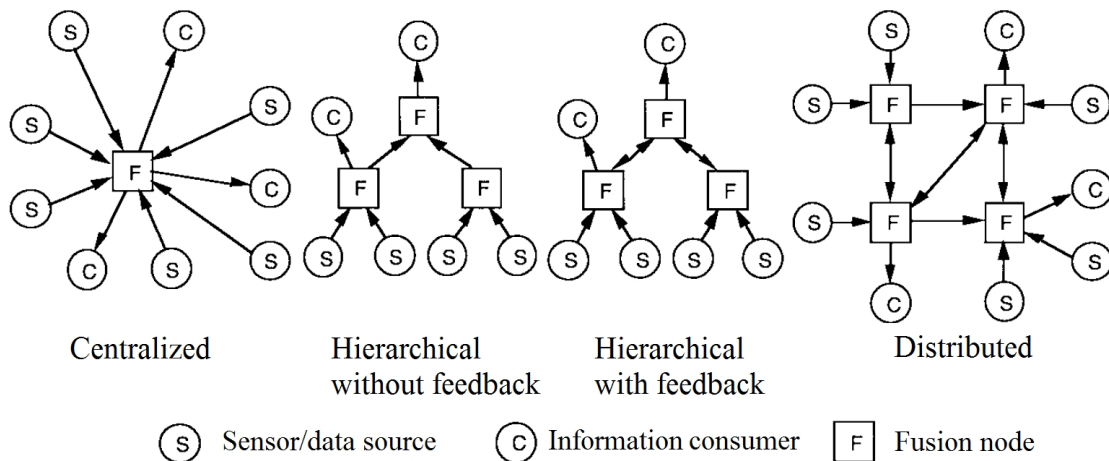 S
C
S
S
F
C
S
S
C
S
Centralized
C
C
F
F
F
S
S
S
S
Hierarchical
without feedback
C
C
F
F
F
S
S
S
S
Hierarchical
with feedback
S
C
S
F
F
S
C
S
F
F
S
C
S
Distributed
S Sensor/data source
C Information consumer
F Fusion node